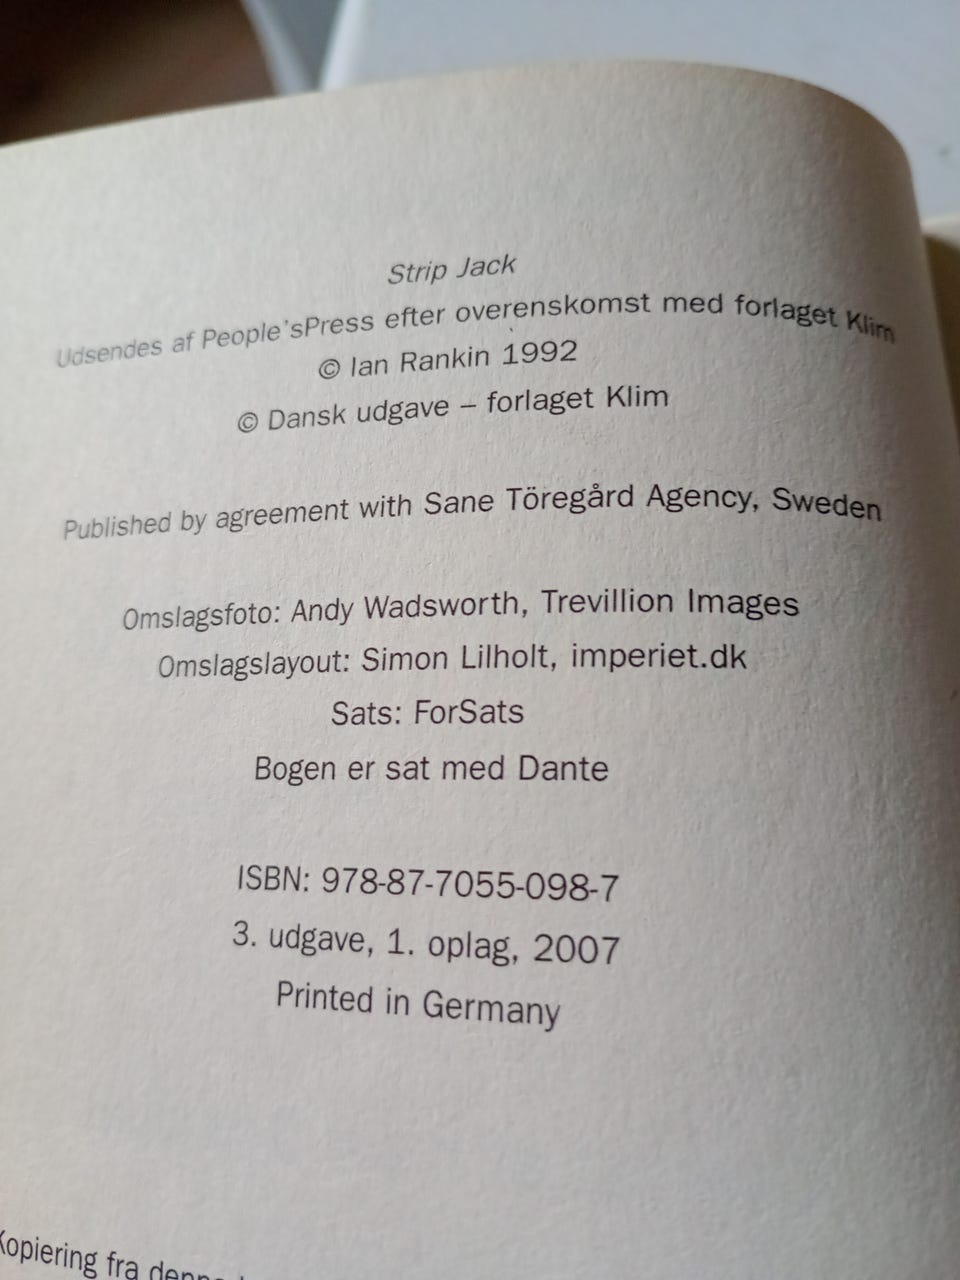 Strip Jack
Udsendes af People'sPress efter overenskomst med forlaget Klim
© Ian Rankin 1992
© Dansk udgave – forlaget Klim
Published by agreement with Sane Töregård Agency, Sweden
Omslagsfoto: Andy Wadsworth, Trevillion Images
Omslagslayout: Simon Lilholt, imperiet.dk
Sats: ForSats
Bogen er sat med Dante
ISBN: 978-87-7055-098-7
3. udgave, 1. oplag, 2007
Printed in Germany
Kopiering fra